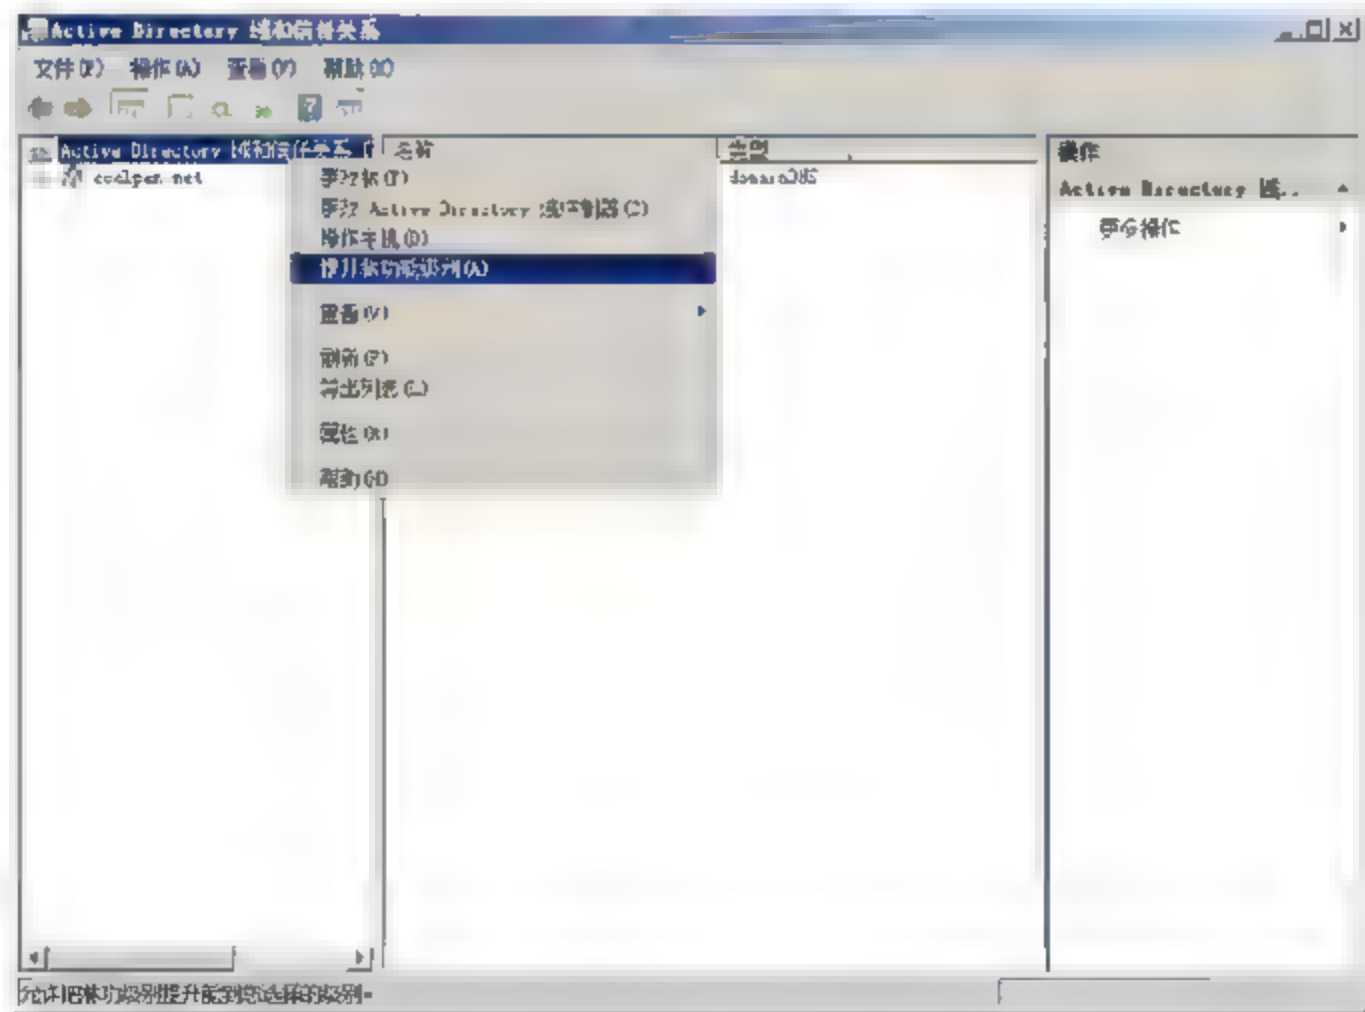 Active Directory 域和信任关系
文件(F) 操作(A) 查看(V) 帮助(H)
Active Directory 域和信任关系 [
名称
类型
操作
coolpen.net
domainDNS
更改林(F)
更改 Active Directory 域控制器(C)
操作主机(O)
提升林功能级别(A)
查看(V)
刷新(F)
导出列表(L)
属性(R)
帮助(H)
Active Directory 域..
更多操作
允许把林功级别提升能到您选择的级别。